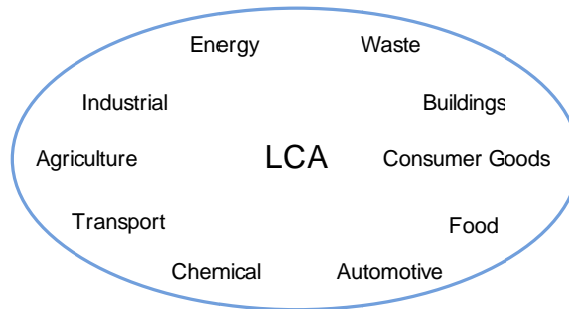 Energy
Waste
Industrial
Buildings
Agriculture
LCA
Consumer Goods
Transport
Food
Chemical
Automotive